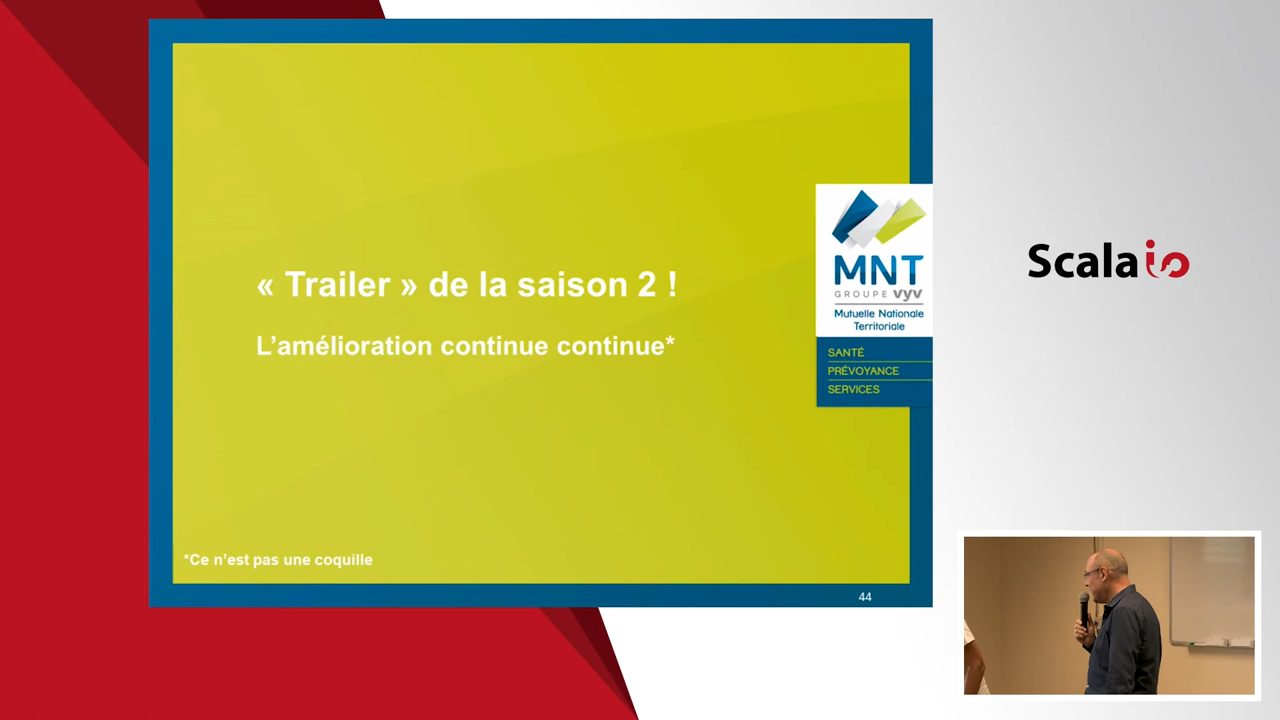 « Trailer » de la saison 2 !
L'amélioration continue continue*
*Ce n'est pas une coquille
MNT
GROUPE vyv
Mutuelle Nationale
Territoriale
SANTÉ
PRÉVOYANCE
SERVICES
44
Scala io